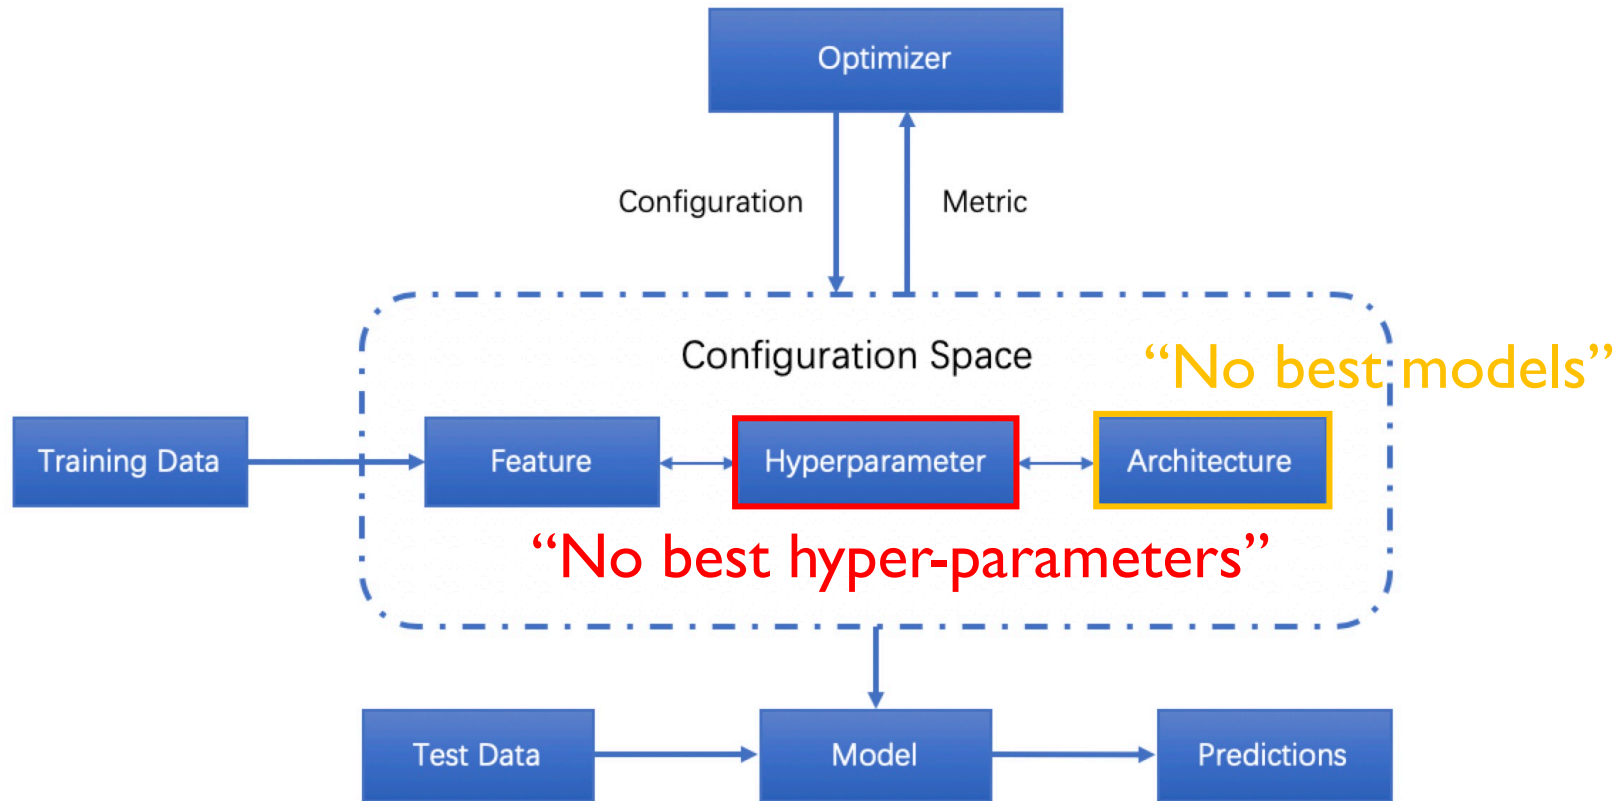 Optimizer
Configuration
Metric
Configuration Space
“No best models”
Training Data
Feature
Hyperparameter
Architecture
“No best hyper-parameters”
Test Data
Model
Predictions